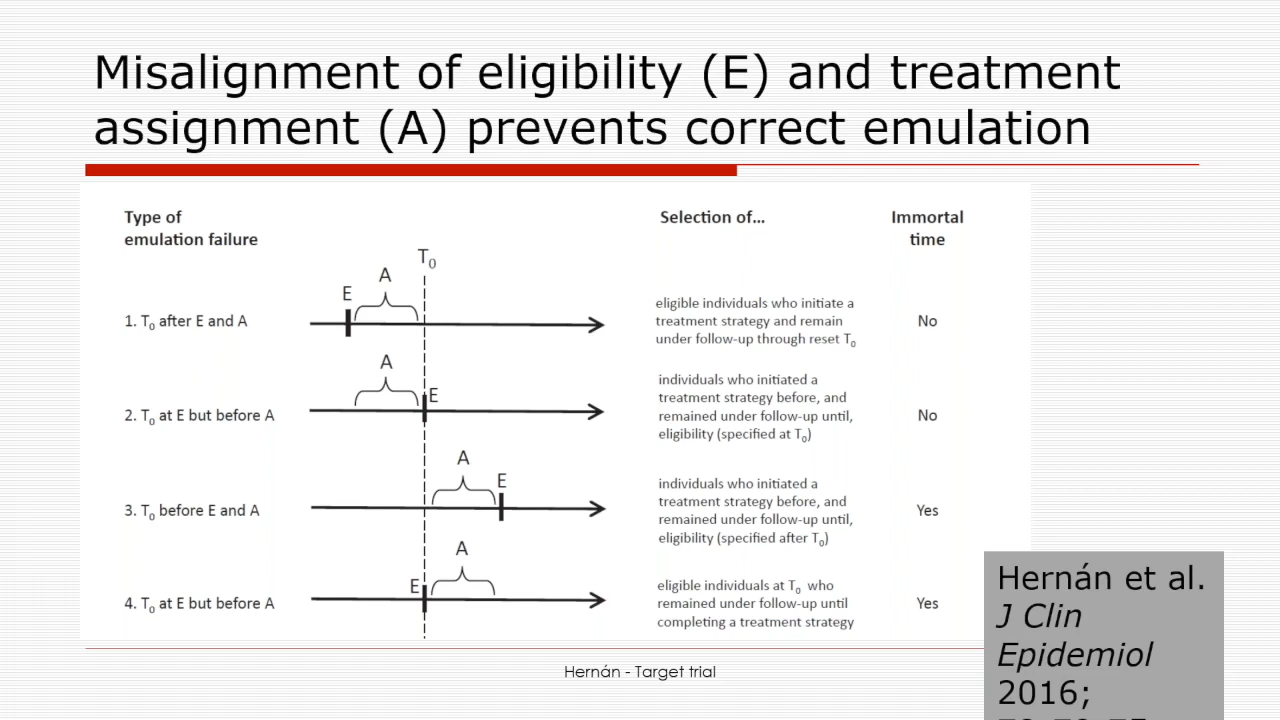 Misalignment of eligibility (E) and treatment
assignment (A) prevents correct emulation
Type of
emulation failure
Selection of...
Immortal
time
T0
A
E
1. T0 after E and A
eligible individuals who initiate a
treatment strategy and remain
under follow-up through reset T0
No
A
E
2. T0 at E but before A
individuals who initiated a
treatment strategy before, and
remained under follow-up until,
eligibility (specified at T0)
No
A
E
3. T0 before E and A
individuals who initiated a
treatment strategy before, and
remained under follow-up until,
eligibility (specified after T0)
Yes
A
E
4. T0 at E but before A
eligible individuals at T0 who
remained under follow-up until
completing a treatment strategy
Yes
Hernán et al.
J Clin
Epidemiol
2016;
Hernán - Target trial